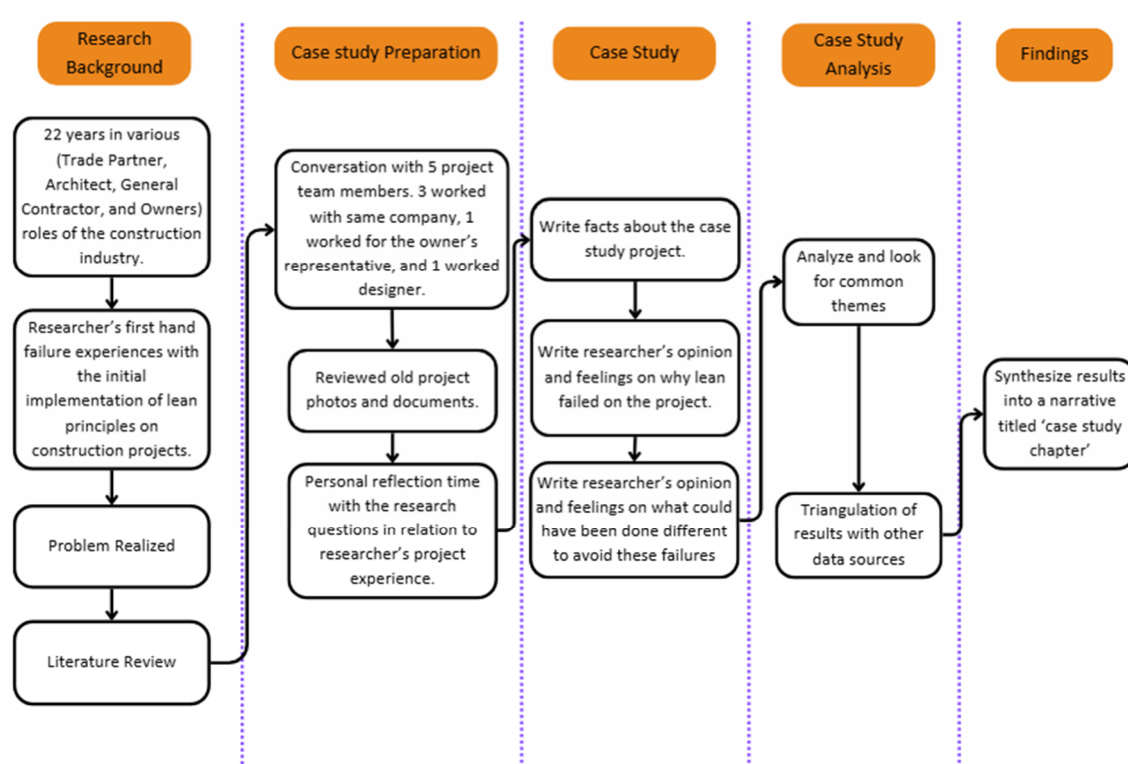 Research
Background
22 years in various
(Trade Partner,
Architect, General
Contractor, and Owners)
roles of the construction
industry.
Researcher's first hand
failure experiences with
the initial
implementation of lean
principles on
construction projects.
Problem Realized
Literature Review
Case study Preparation
Conversation with 5 project
team members. 3 worked
with same company, 1
worked for the owner's
representative, and 1 worked
designer.
Reviewed old project
photos and documents.
Personal reflection time
with the research
questions in relation to
researcher's project
experience.
Case Study
Write facts about the case
study project.
Write researcher's opinion
and feelings on why lean
failed on the project.
Write researcher's opinion
and feelings on what could
have been done different
to avoid these failures
Case Study
Analysis
Analyze and look
for common
themes
Triangulation of
results with other
data sources
Findings
Synthesize results
into a narrative
titled 'case study
chapter'